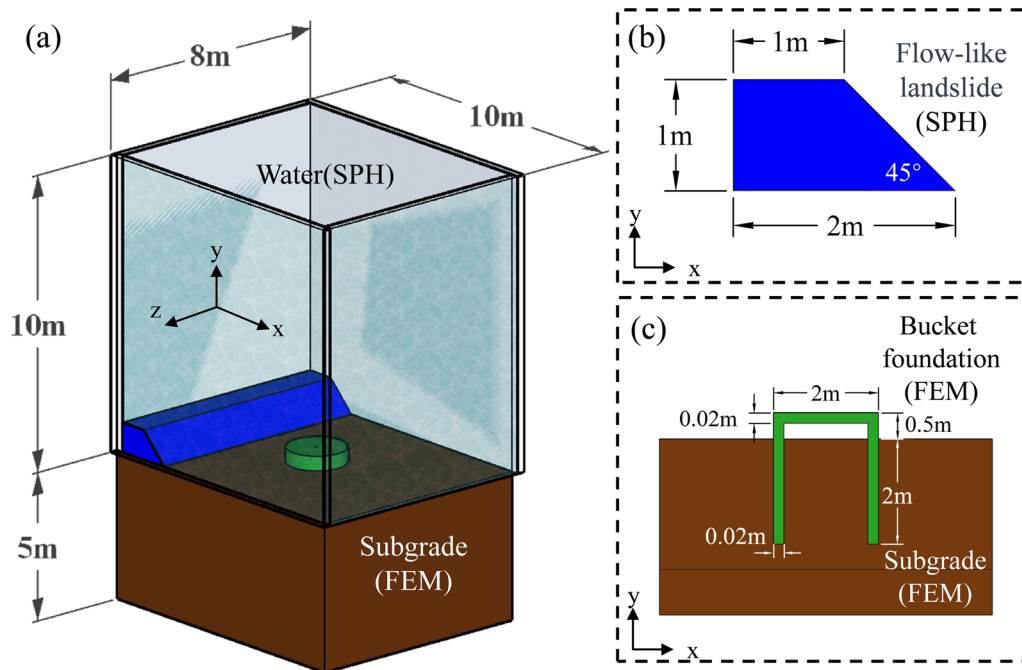 (a)
8m
10m
Water(SPH)
y
z
x
10m
5m
Subgrade
(FEM)
(b)
1m
Flow-like
landslide
(SPH)
1m
45°
2m
y
x
(c)
Bucket
foundation
(FEM)
2m
0.02m
0.5m
2m
0.02m
Subgrade
(FEM)
y
x